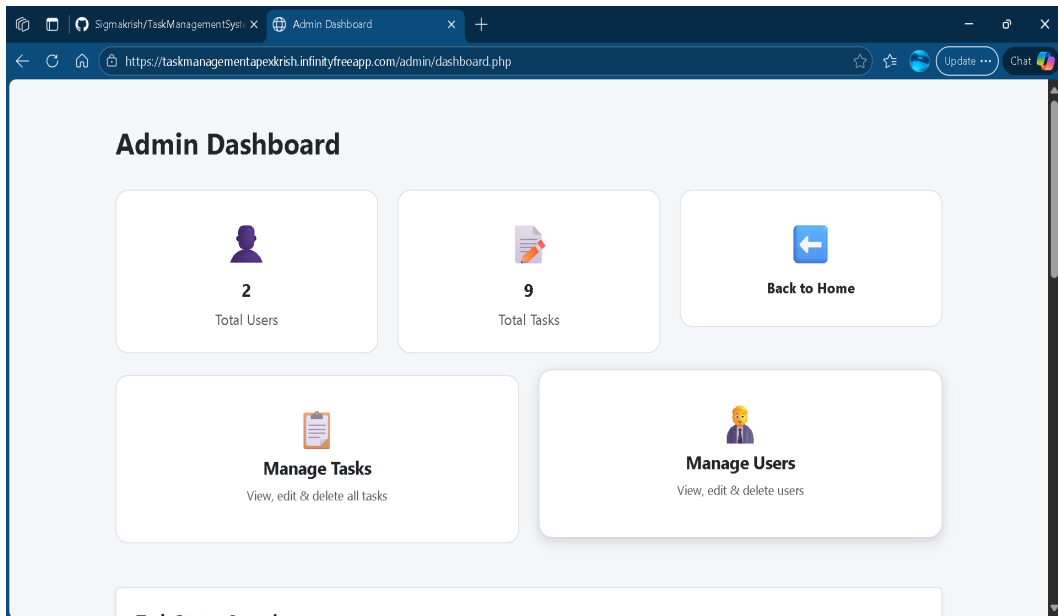 Sigmakrish/TaskManagementSyste
Admin Dashboard
https://taskmanagementapexkrish.infinityfreeapp.com/admin/dashboard.php
Update
Chat
Admin Dashboard
2
Total Users
9
Total Tasks
Back to Home
Manage Tasks
View, edit & delete all tasks
Manage Users
View, edit & delete users